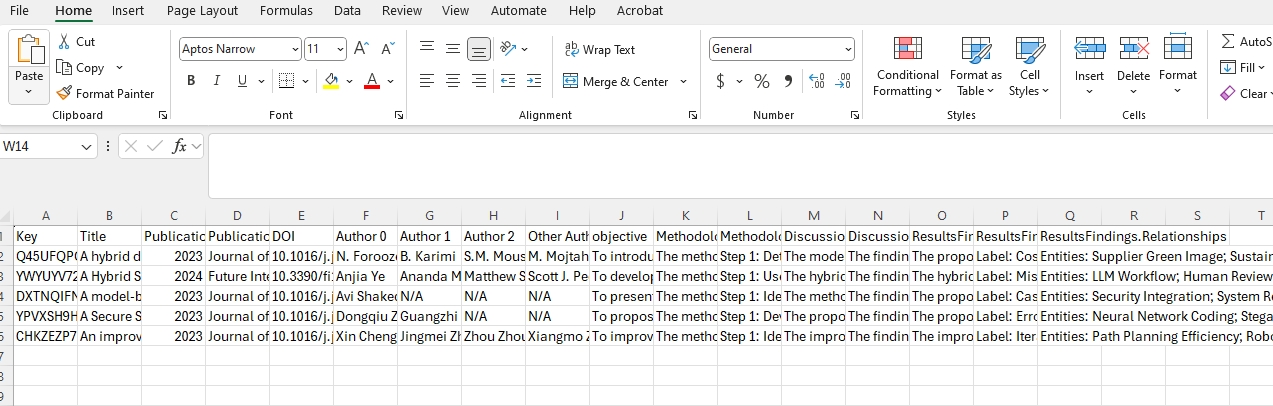 File Home Insert Page Layout Formulas Data Review View Automate Help Acrobat
Cut
Copy
Format Painter
Paste
Clipboard
Aptos Narrow 11
B I U
Font
Wrap Text
Merge & Center
Alignment
General
$ % 9
Number
Conditional Formatting
Format as Table
Cell Styles
Styles
Insert Delete Format
Cells
AutoS
Fill
Clear
W14 fx
A B C D E F G H I J K L M N O P Q R S T
1 Key Title Publicatic Publicatic DOI Author 0 Author 1 Author 2 Other Auth objective Methodolo Methodolo Discussio Discussio ResultsFin ResultsFin ResultsFindings.Relationships
2 Q45UFQP A hybrid d 2023 Journal of 10.1016/j.j N. Forooz B. Karimi S.M. Mous M. Mojtah To introdu The metho Step 1: Det The mode The findin The propo Label: Cos Entities: Supplier Green Image; Sustain
3 YWYUYV72 A Hybrid S 2024 Future Inte 10.3390/fi Anjia Ye Ananda M Matthew S Scott J. Pe To develop The metho Step 1: Use The hybric The findin The hybric Label: Mis Entities: LLM Workflow; Human Review
4 DXTNQIFN A model-b 2023 Journal of 10.1016/j.j Avi Shaked N/A N/A N/A To presen The metho Step 1: Ide The metho The findin The propo Label: Cas Entities: Security Integration; System R
5 YPVXSH9H A Secure S 2023 Journal of 10.1016/j.j Dongqiu Z Guangzhi N/A N/A To propos The metho Step 1: Dev The propo The findin The propo Label: Erro Entities: Neural Network Coding; Stega
6 CHKZEZP7 An improv 2023 Journal of 10.1016/j.j Xin Cheng Jingmei Zh Zhou Zhou Xiangmo Z To improv The metho Step 1: Ide The impro The findin The impro Label: Iter Entities: Path Planning Efficiency; Robo
7
8
9